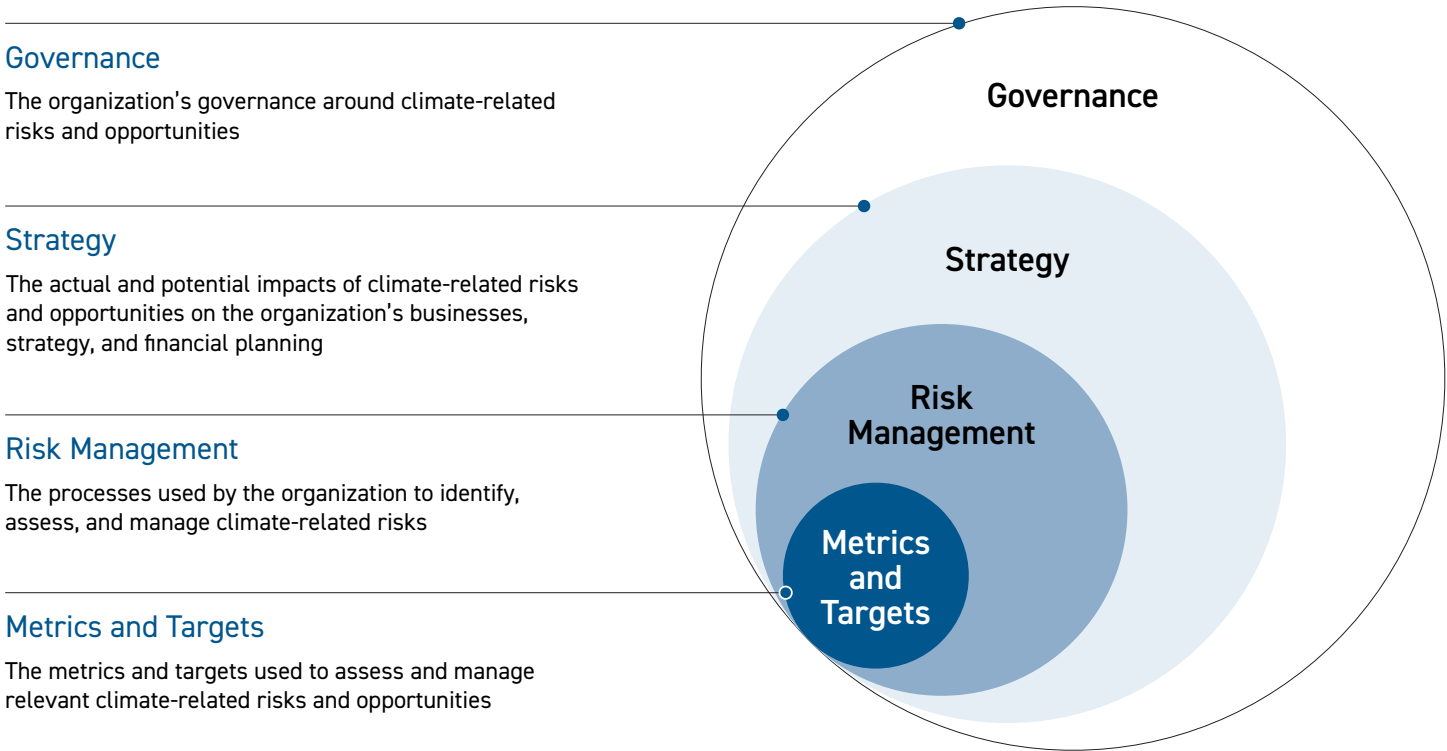 Governance
The organization’s governance around climate-related
risks and opportunities
Strategy
The actual and potential impacts of climate-related risks
and opportunities on the organization’s businesses,
strategy, and financial planning
Risk Management
The processes used by the organization to identify,
assess, and manage climate-related risks
Metrics and Targets
The metrics and targets used to assess and manage
relevant climate-related risks and opportunities
Governance
Strategy
Risk
Management
Metrics
and
Targets